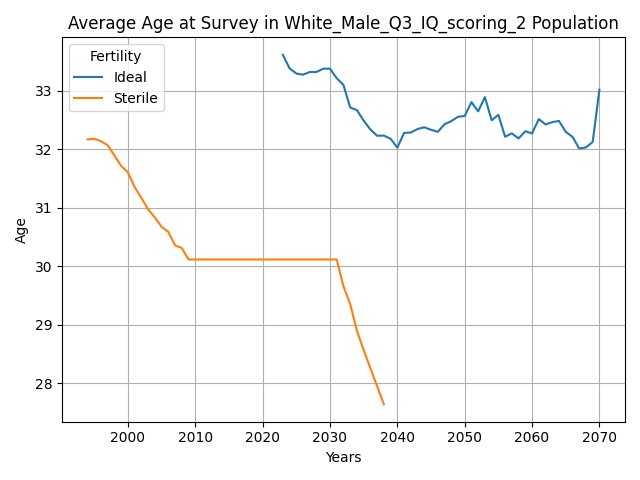 Average Age at Survey in White_Male_Q3_IQ_scoring_2 Population
Fertility
Ideal
Sterile
33
32
31
30
29
28
Age
2000 2010 2020 2030 2040 2050 2060 2070
Years